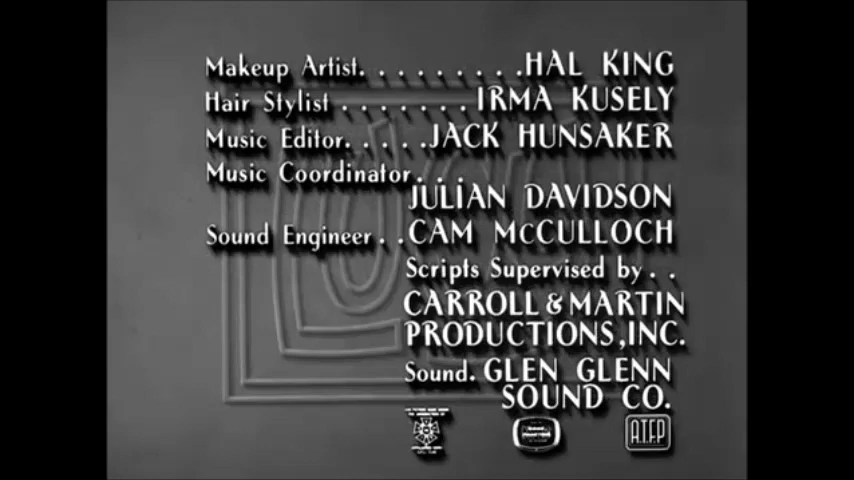 Makeup Artist. . . . . . . . .HAL KING
Hair Stylist . . . . . . . IRMA KUSELY
Music Editor. . . . .JACK HUNSAKER
Music Coordinator. . .
JULIAN DAVIDSON
Sound Engineer . . CAM McCULLOCH
Scripts Supervised by . .
CARROLL & MARTIN
PRODUCTIONS, INC.
Sound. GLEN GLENN
SOUND CO.
A.T.F.P